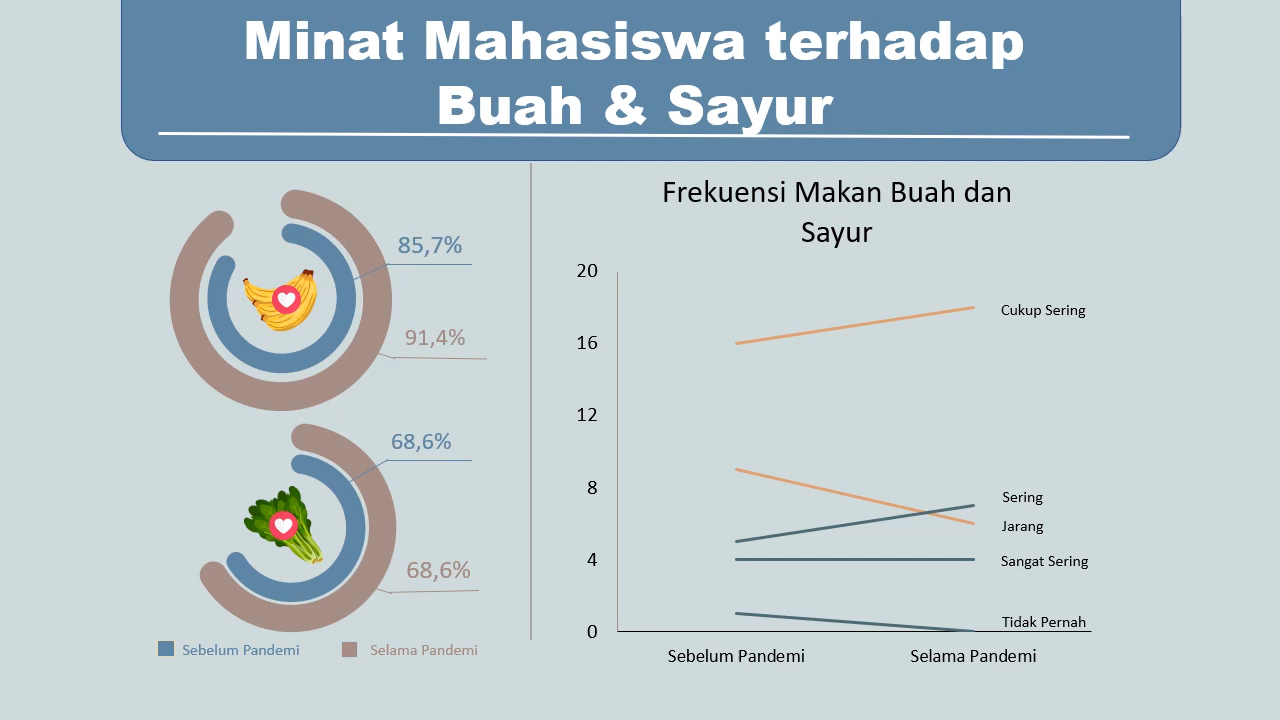 Minat Mahasiswa terhadap
Buah & Sayur
85,7%
91,4%
68,6%
68,6%
Sebelum Pandemi
Selama Pandemi
Frekuensi Makan Buah dan
Sayur
20
16
12
8
4
0
Cukup Sering
Sering
Jarang
Sangat Sering
Tidak Pernah
Sebelum Pandemi
Selama Pandemi